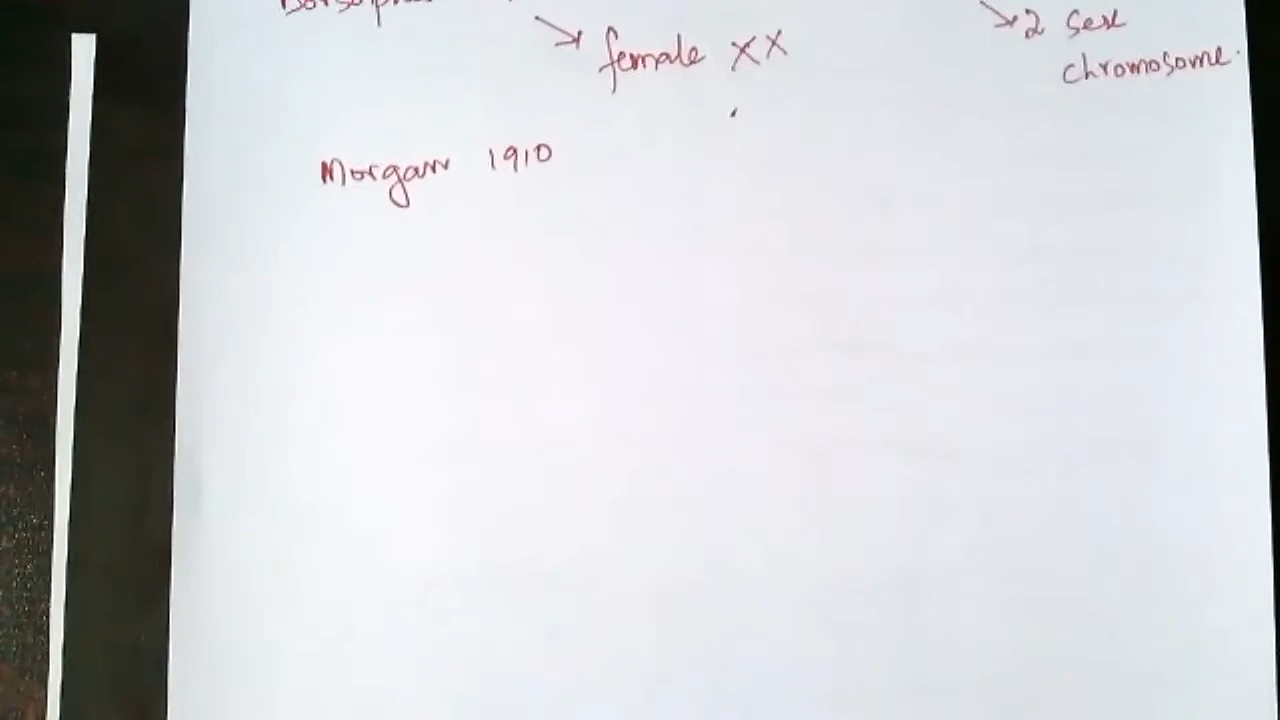 → female XX
→ 2 sex
chromosome.
Morgan 1910